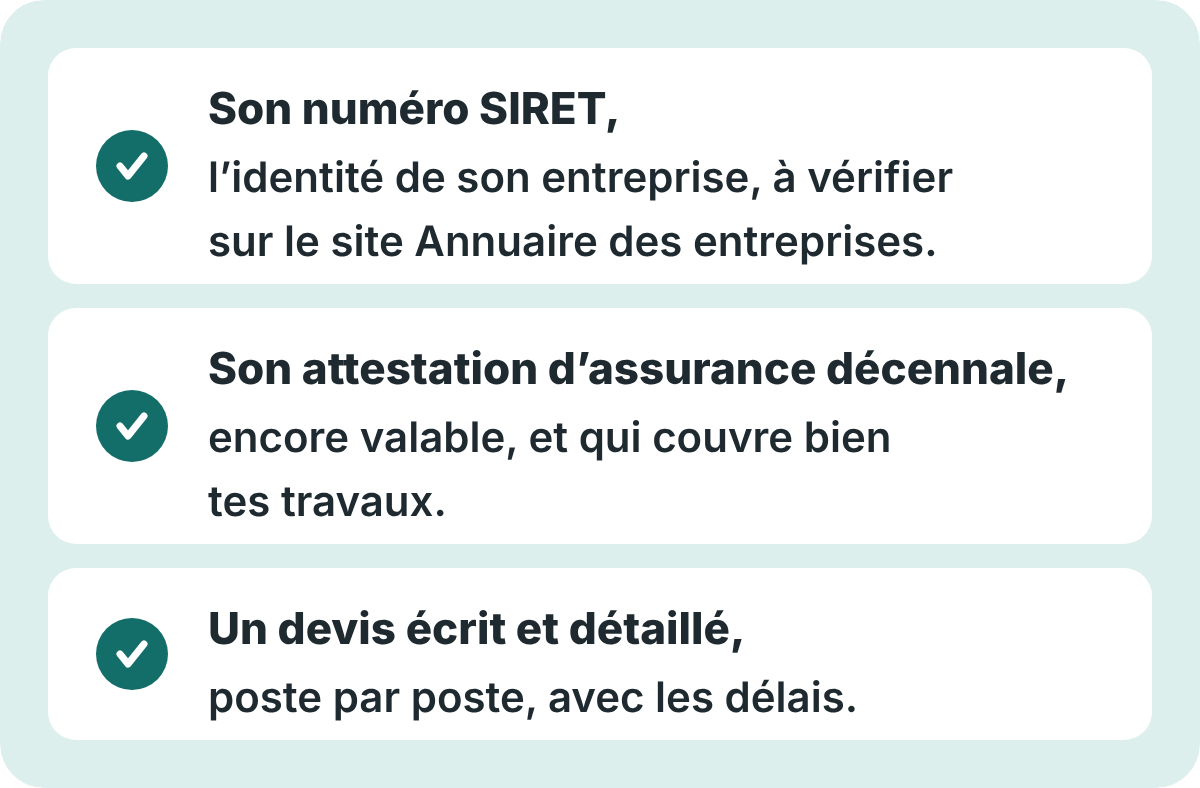 Son numéro SIRET,
l’identité de son entreprise, à vérifier
sur le site Annuaire des entreprises.
Son attestation d’assurance décennale,
encore valable, et qui couvre bien
tes travaux.
Un devis écrit et détaillé,
poste par poste, avec les délais.